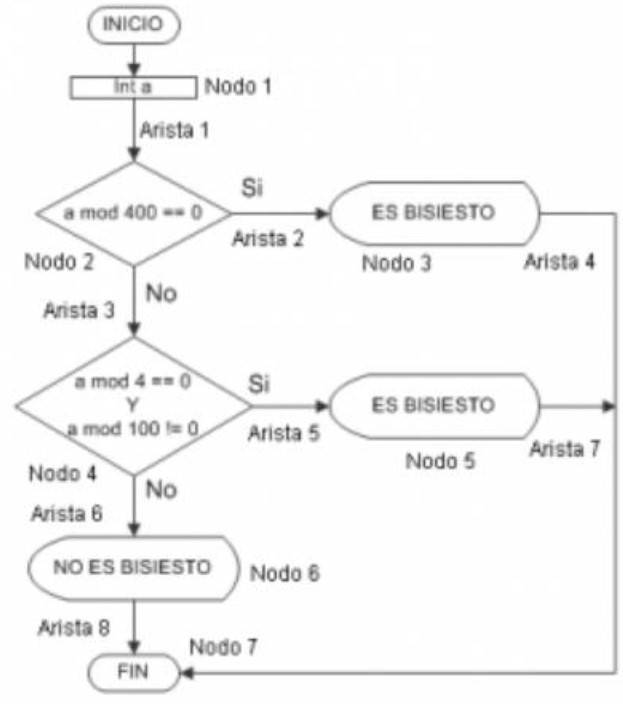 INICIO
Int a
Nodo 1
Arista 1
Si
a mod 400 == 0
ES BISIESTO
Arista 2
Nodo 2
Nodo 3
Arista 4
No
Arista 3
a mod 4 == 0
Y
a mod 100 != 0
Si
ES BISIESTO
Arista 5
Arista 7
Nodo 5
Nodo 4
No
Arista 6
NO ES BISIESTO
Nodo 6
Arista 8
Nodo 7
FIN